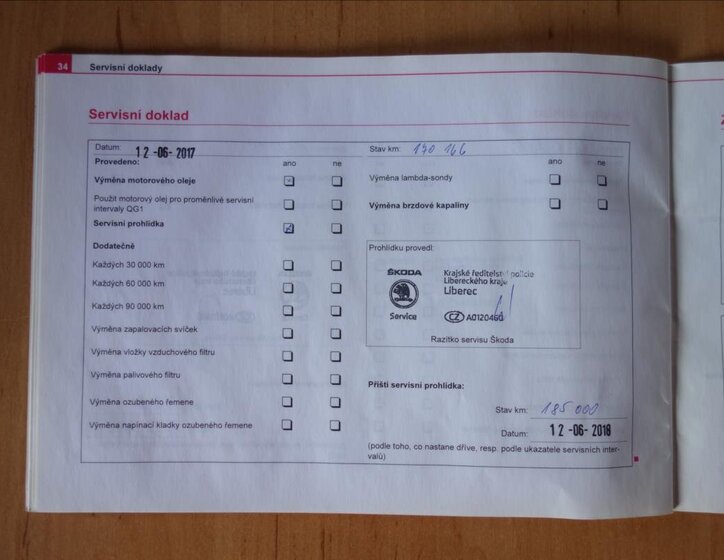 34 Servisní doklady
Servisní doklad
Datum: 12 -06- 2017
Stav km: 170 166
Provedeno: ano ne
ano ne
Výměna motorového oleje
Výměna lambda-sondy
Použit motorový olej pro proměnlivé servisní
intervaly QG1
Výměna brzdové kapaliny
Servisní prohlídka
Dodatečně
Každých 30 000 km
Každých 60 000 km
Každých 90 000 km
Výměna zapalovacích svíček
Výměna vložky vzduchového filtru
Výměna palivového filtru
Výměna ozubeného řemene
Výměna napínací kladky ozubeného řemene
Prohlídku provedl:
ŠKODA
Service
Krajské ředitelství policie
Libereckého kraje
Liberec
CZ A012046
Razítko servisu Škoda
Příští servisní prohlídka:
Stav km: 185 000
Datum: 12 -06- 2018
(podle toho, co nastane dříve, resp. podle ukazatele servisních inter-
valů)